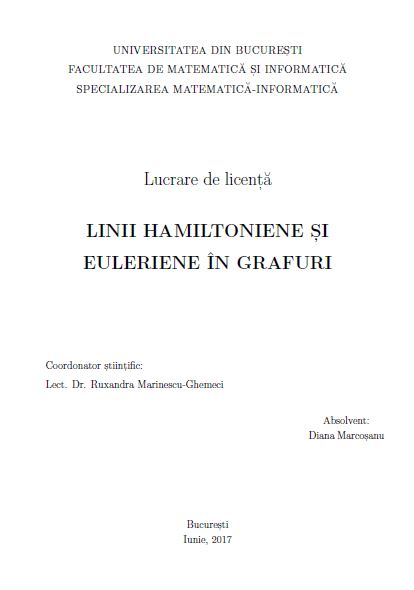 UNIVERSITATEA DIN BUCUREȘTI
FACULTATEA DE MATEMATICĂ ȘI INFORMATICĂ
SPECIALIZAREA MATEMATICĂ-INFORMATICĂ
Lucrare de licență
LINII HAMILTONIENE ȘI
EULERIENE ÎN GRAFURI
Coordonator științific:
Lect. Dr. Ruxandra Marinescu-Ghemeci
Absolvent:
Diana Marcoșanu
București
Iunie, 2017